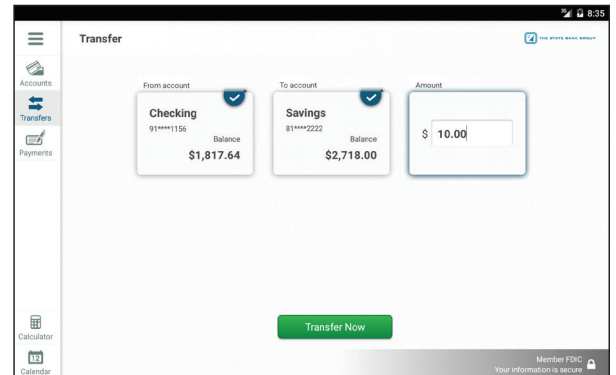 3G 8:35
Transfer
THE STATE BANK GROUP
Accounts
Transfers
Payments
From account
Checking
91****1156
Balance
$1,817.64
To account
Savings
81****2222
Balance
$2,718.00
Amount
$ 10.00
Transfer Now
Calculator
12
Calendar
Member FDIC
Your information is secure